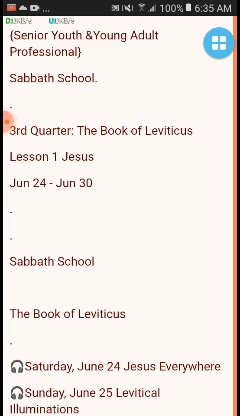 100% 6:35 AM
D:0KB/s U:0KB/s
{Senior Youth &Young Adult
Professional}
Sabbath School.
.
3rd Quarter: The Book of Leviticus
Lesson 1 Jesus
Jun 24 - Jun 30
.
.
Sabbath School
The Book of Leviticus
.
🎧Saturday, June 24 Jesus Everywhere
🎧Sunday, June 25 Levitical
Illuminations